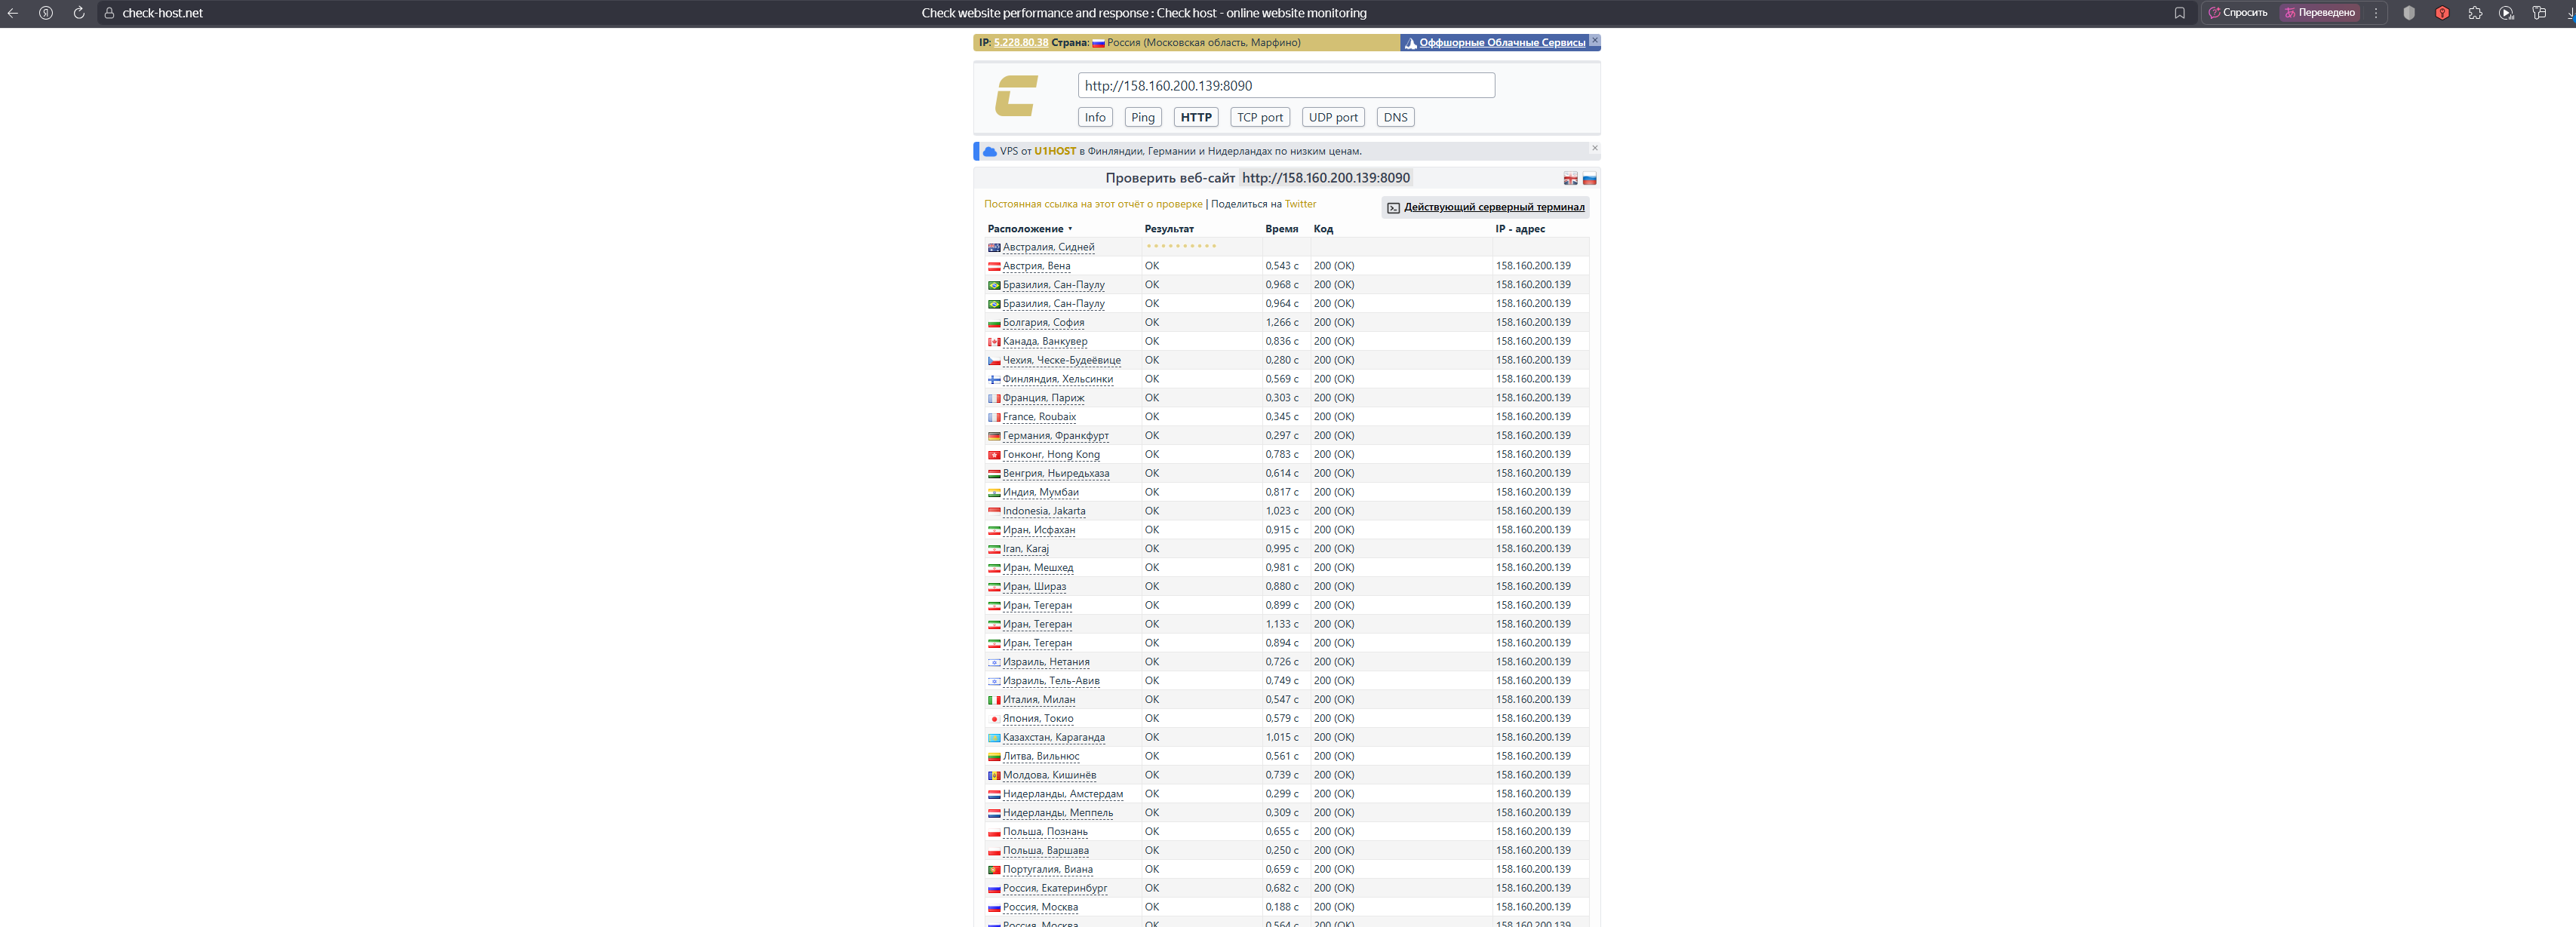 check-host.net
Check website performance and response : Check host - online website monitoring
Спросить
Переведено
IP: 5.228.80.38 Страна: Россия (Московская область, Марфино)
Оффшорные Облачные Сервисы
http://158.160.200.139:8090
Info Ping HTTP TCP port UDP port DNS
VPS от U1HOST в Финляндии, Германии и Нидерландах по низким ценам.
Проверить веб-сайт http://158.160.200.139:8090
Постоянная ссылка на этот отчёт о проверке | Поделиться на Twitter
Действующий серверный терминал
Расположение Результат Время Код IP - адрес
Австралия, Сидней
Австрия, Вена OK 0,543 с 200 (OK) 158.160.200.139
Бразилия, Сан-Паулу OK 0,968 с 200 (OK) 158.160.200.139
Бразилия, Сан-Паулу OK 0,964 с 200 (OK) 158.160.200.139
Болгария, София OK 1,266 с 200 (OK) 158.160.200.139
Канада, Ванкувер OK 0,836 с 200 (OK) 158.160.200.139
Чехия, Ческе-Будеёвице OK 0,280 с 200 (OK) 158.160.200.139
Финляндия, Хельсинки OK 0,569 с 200 (OK) 158.160.200.139
Франция, Париж OK 0,303 с 200 (OK) 158.160.200.139
France, Roubaix OK 0,345 с 200 (OK) 158.160.200.139
Германия, Франкфурт OK 0,297 с 200 (OK) 158.160.200.139
Гонконг, Hong Kong OK 0,783 с 200 (OK) 158.160.200.139
Венгрия, Ньиредьхаза OK 0,614 с 200 (OK) 158.160.200.139
Индия, Мумбаи OK 0,817 с 200 (OK) 158.160.200.139
Indonesia, Jakarta OK 1,023 с 200 (OK) 158.160.200.139
Иран, Исфахан OK 0,915 с 200 (OK) 158.160.200.139
Iran, Karaj OK 0,995 с 200 (OK) 158.160.200.139
Иран, Мешхед OK 0,981 с 200 (OK) 158.160.200.139
Иран, Шираз OK 0,880 с 200 (OK) 158.160.200.139
Иран, Тегеран OK 0,899 с 200 (OK) 158.160.200.139
Иран, Тегеран OK 1,133 с 200 (OK) 158.160.200.139
Иран, Тегеран OK 0,894 с 200 (OK) 158.160.200.139
Израиль, Нетания OK 0,726 с 200 (OK) 158.160.200.139
Израиль, Тель-Авив OK 0,749 с 200 (OK) 158.160.200.139
Италия, Милан OK 0,547 с 200 (OK) 158.160.200.139
Япония, Токио OK 0,579 с 200 (OK) 158.160.200.139
Казахстан, Караганда OK 1,015 с 200 (OK) 158.160.200.139
Литва, Вильнюс OK 0,561 с 200 (OK) 158.160.200.139
Молдова, Кишинёв OK 0,739 с 200 (OK) 158.160.200.139
Нидерланды, Амстердам OK 0,299 с 200 (OK) 158.160.200.139
Нидерланды, Меппель OK 0,309 с 200 (OK) 158.160.200.139
Польша, Познань OK 0,655 с 200 (OK) 158.160.200.139
Польша, Варшава OK 0,250 с 200 (OK) 158.160.200.139
Португалия, Виана OK 0,659 с 200 (OK) 158.160.200.139
Россия, Екатеринбург OK 0,682 с 200 (OK) 158.160.200.139
Россия, Москва OK 0,188 с 200 (OK) 158.160.200.139
Россия, Москва OK 0,564 с 200 (OK) 158.160.200.139